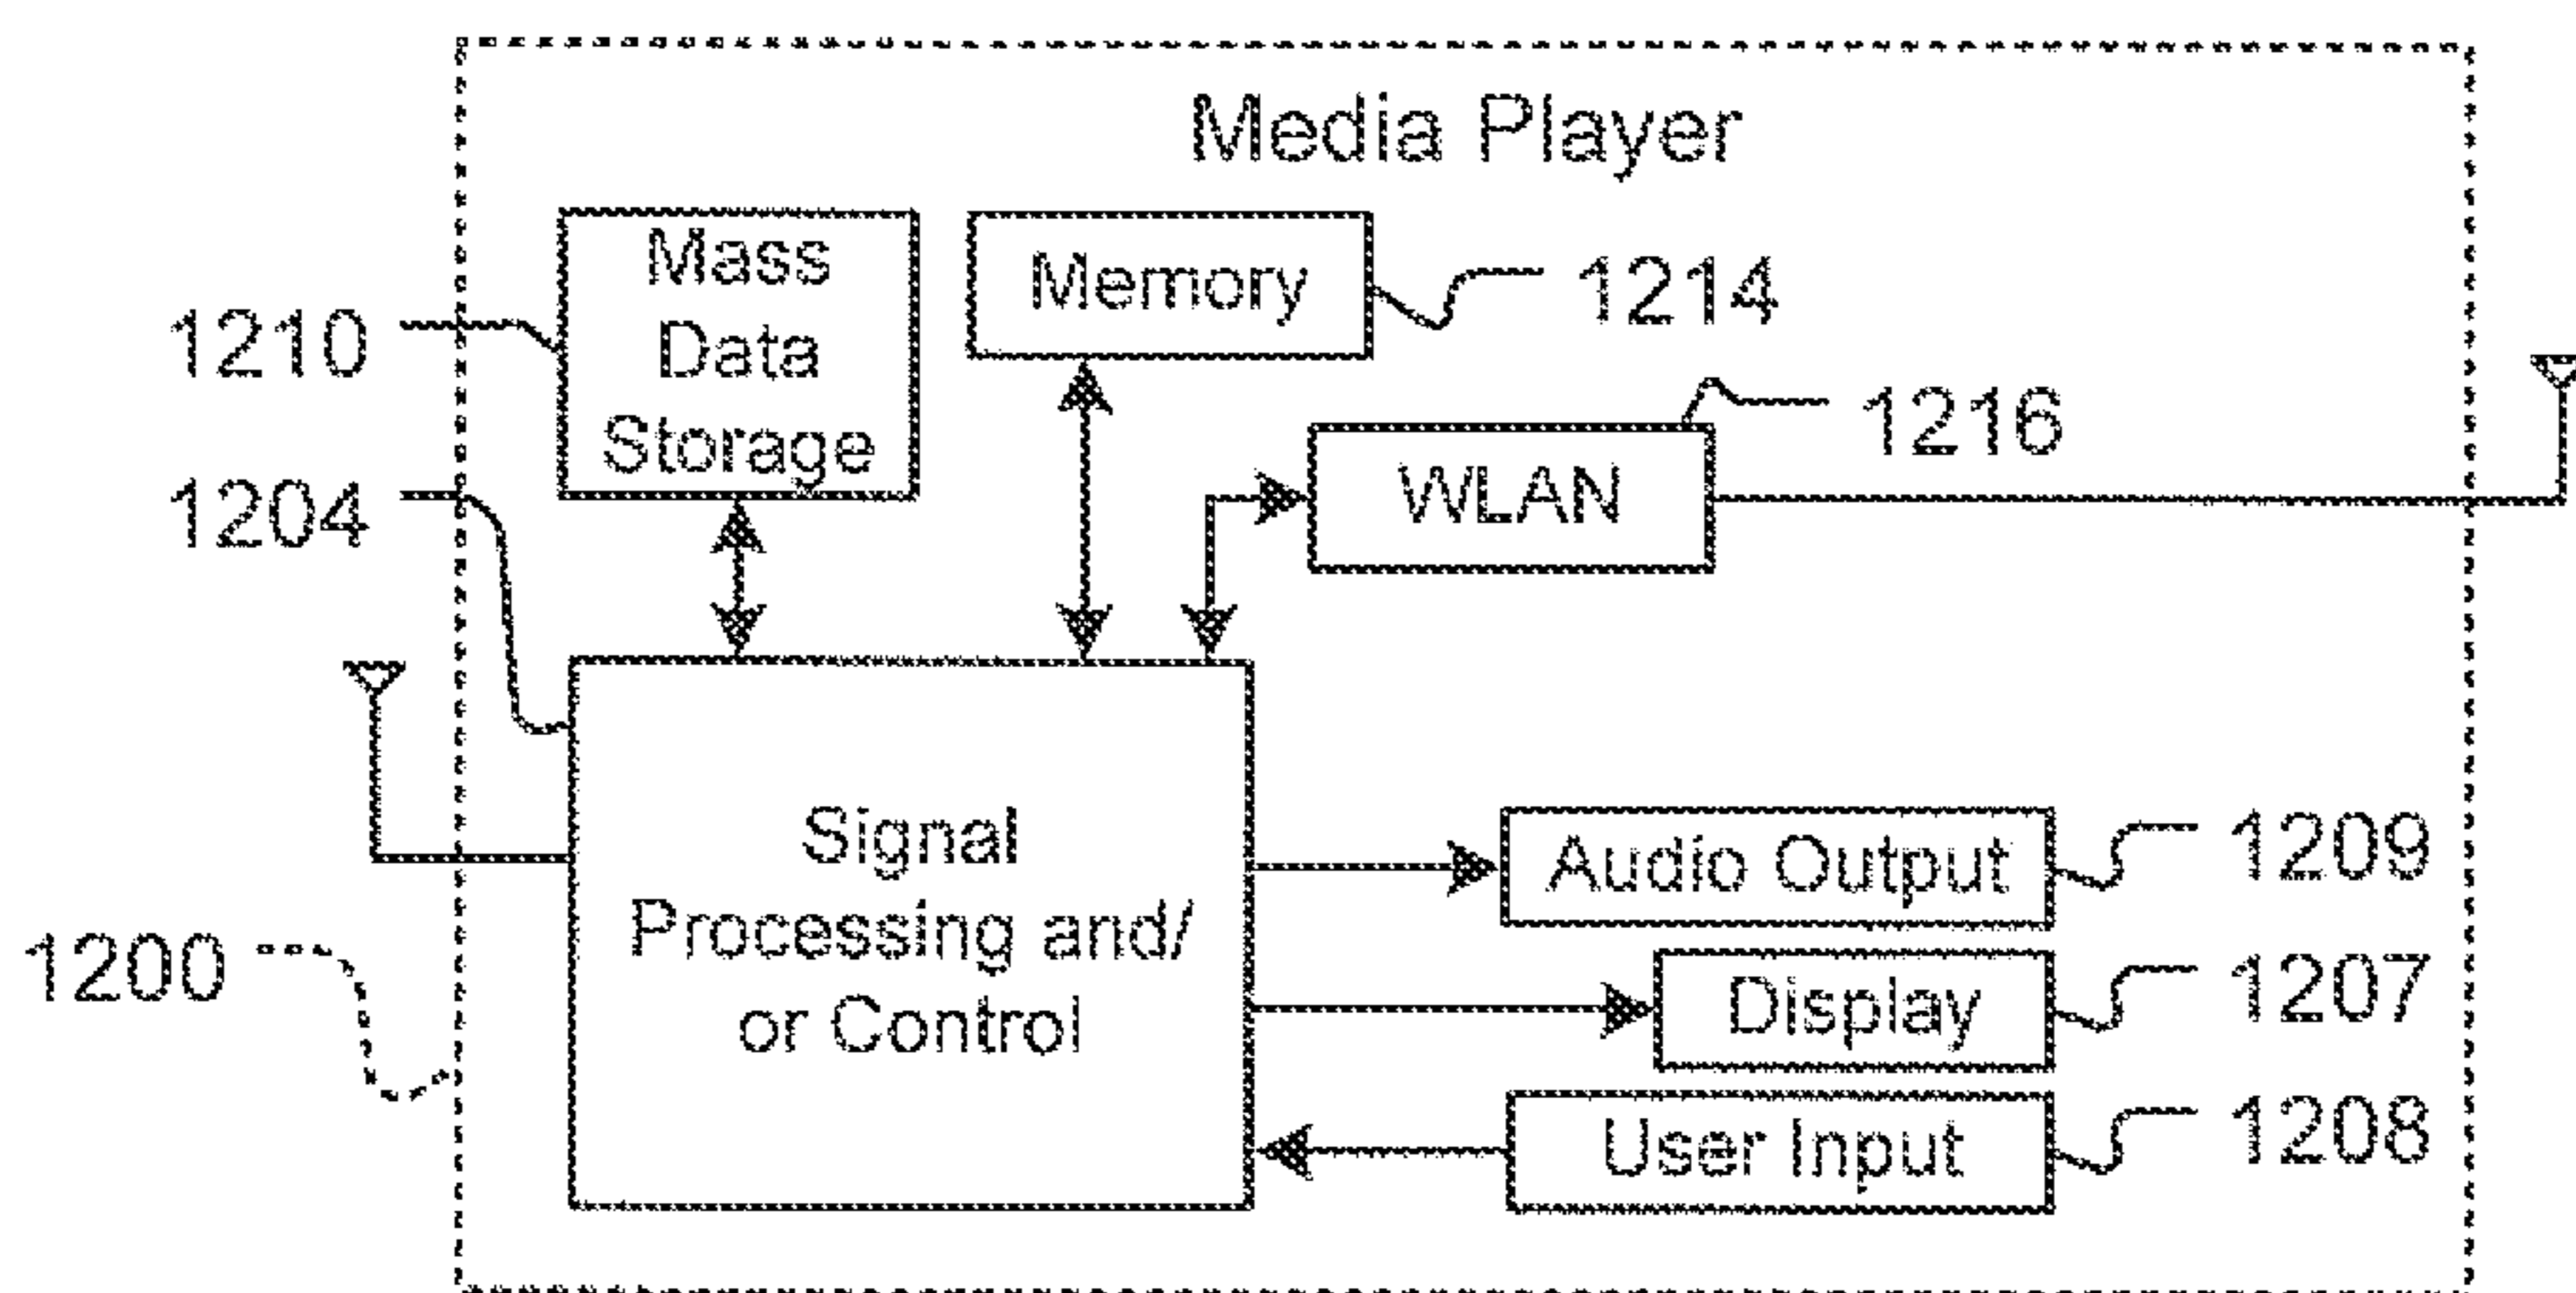 Media Player
Mass
Data
Storage
Memory
1214
1210
1216
WLAN
1204
Signal
Processing and/
or Control
Audio Output
1209
1200
Display
1207
User Input
1208